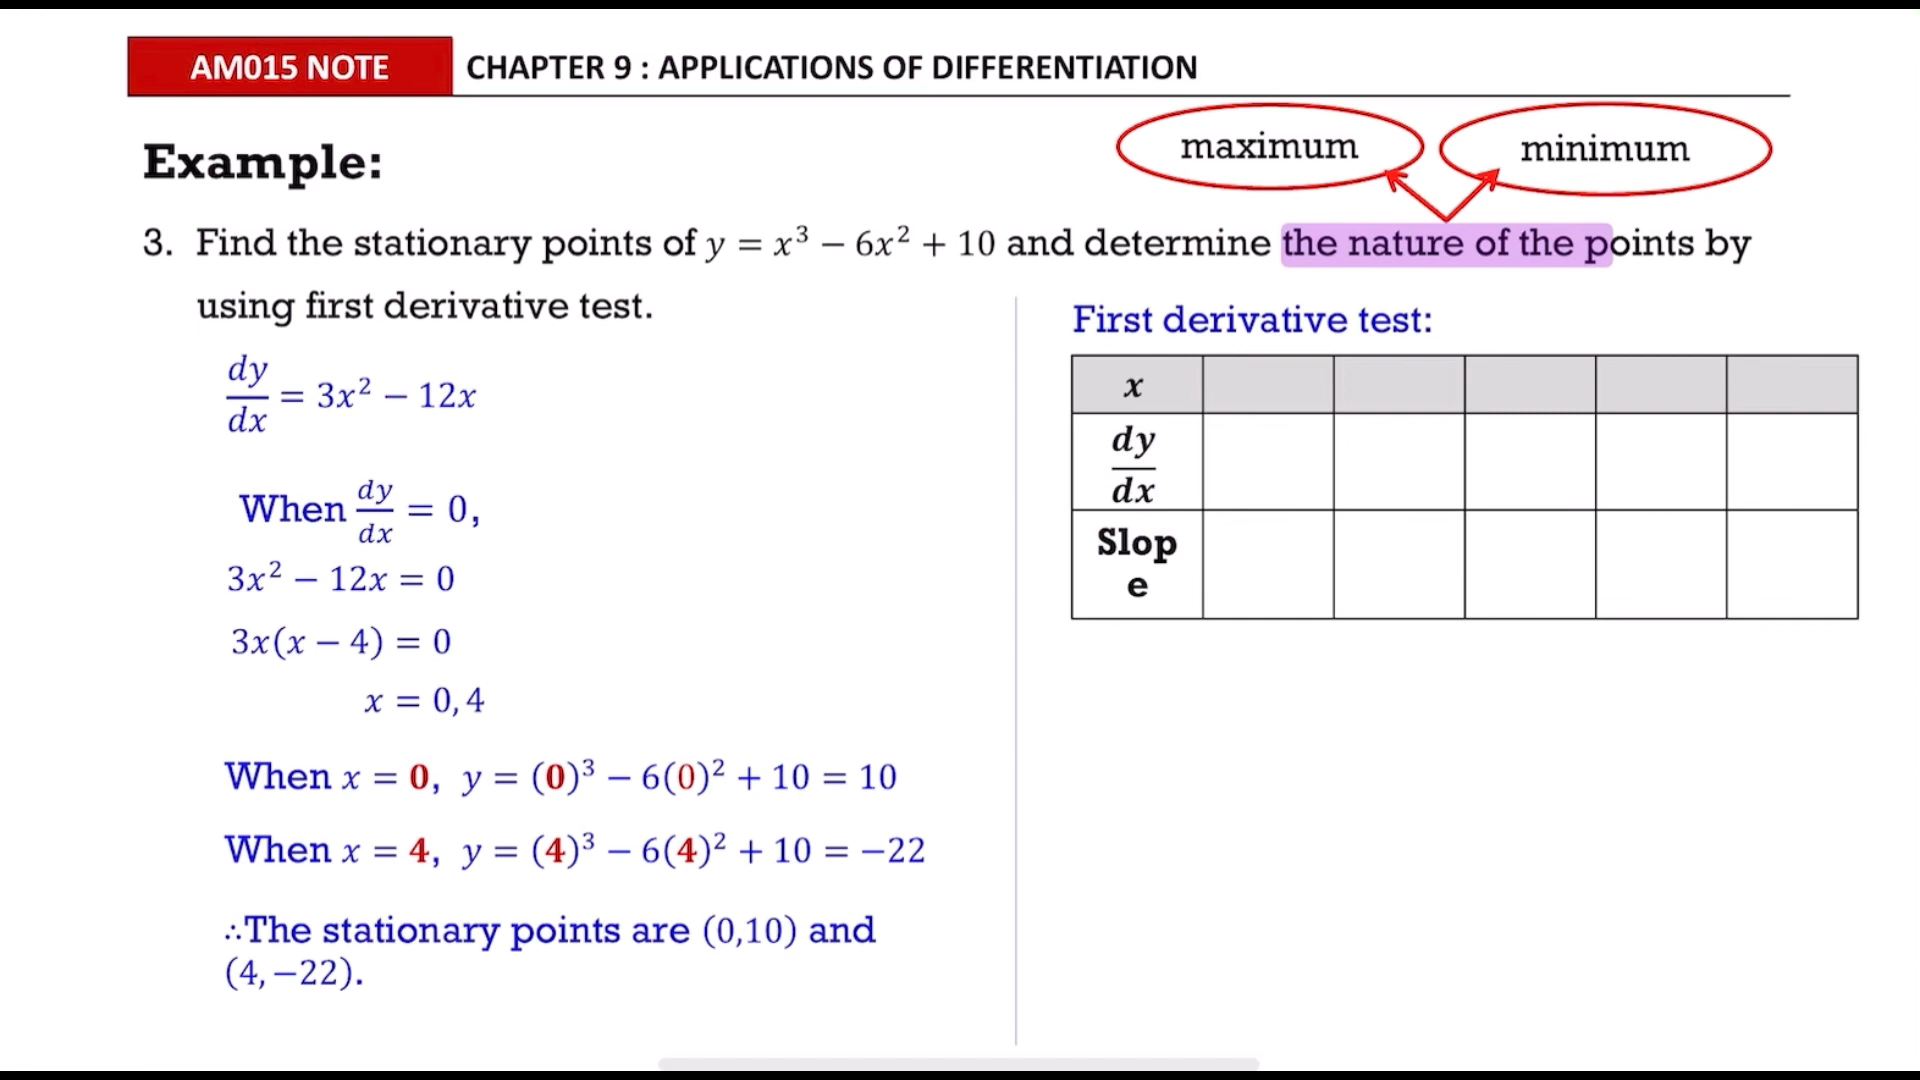 AM015 NOTE
CHAPTER 9 : APPLICATIONS OF DIFFERENTIATION
maximum
minimum
Example:
3. Find the stationary points of y = x³ − 6x² + 10 and determine the nature of the points by
using first derivative test.
dy/dx = 3x² − 12x
When dy/dx = 0,
3x² − 12x = 0
3x(x − 4) = 0
x = 0, 4
When x = 0, y = (0)³ − 6(0)² + 10 = 10
When x = 4, y = (4)³ − 6(4)² + 10 = −22
∴The stationary points are (0,10) and
(4, −22).
First derivative test:
x
dy/dx
Slop
e